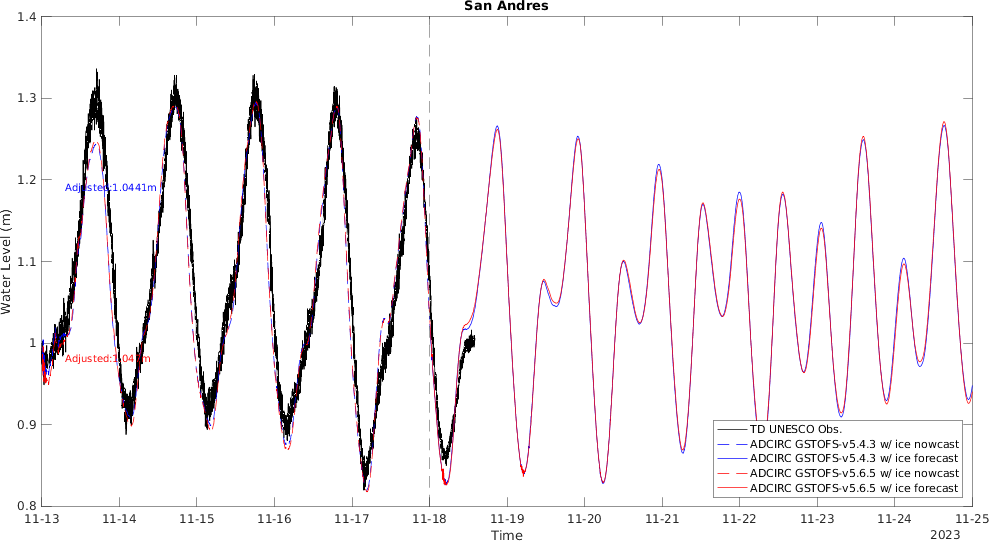 San Andres
1.4
1.3
1.2
1.1
1
0.9
0.8
Water Level (m)
Adjusted:1.0441m
TD UNESCO Obs.
ADCIRC GSTOFS-v5.4.3 w/ ice nowcast
ADCIRC GSTOFS-v5.4.3 w/ ice forecast
ADCIRC GSTOFS-v5.6.5 w/ ice nowcast
ADCIRC GSTOFS-v5.6.5 w/ ice forecast
11-13 11-14 11-15 11-16 11-17 11-18 11-19 11-20 11-21 11-22 11-23 11-24 11-25
Time
2023